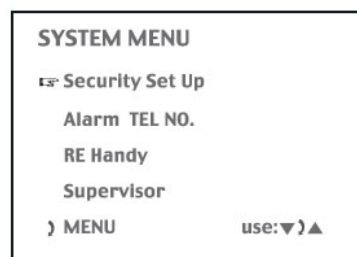 SYSTEM MENU
☞ Security Set Up
Alarm TEL NO.
RE Handy
Supervisor
) MENU use:▼)▲